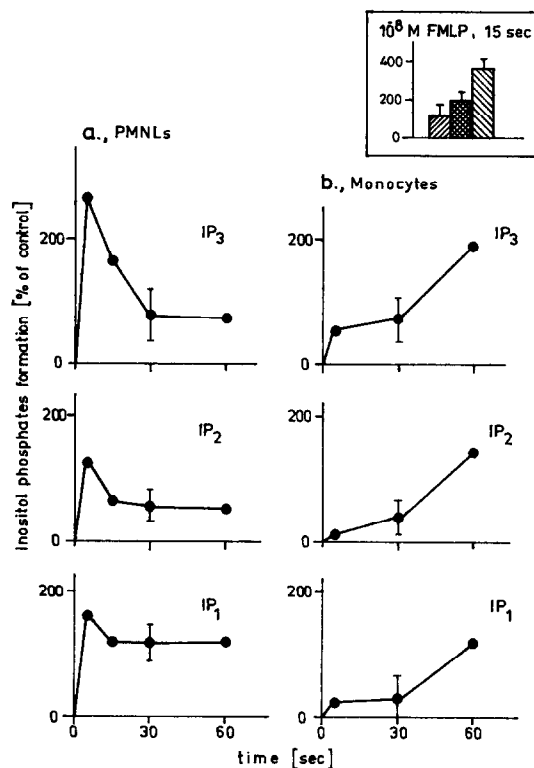 10⁸ M FMLP, 15 sec
400
200
0
a., PMNLs
b., Monocytes
Inositol phosphates formation [% of control]
IP₃
200
0
IP₃
200
0
IP₂
200
0
IP₂
200
0
IP₁
200
0
0
30
60
IP₁
200
0
0
30
60
time [sec]